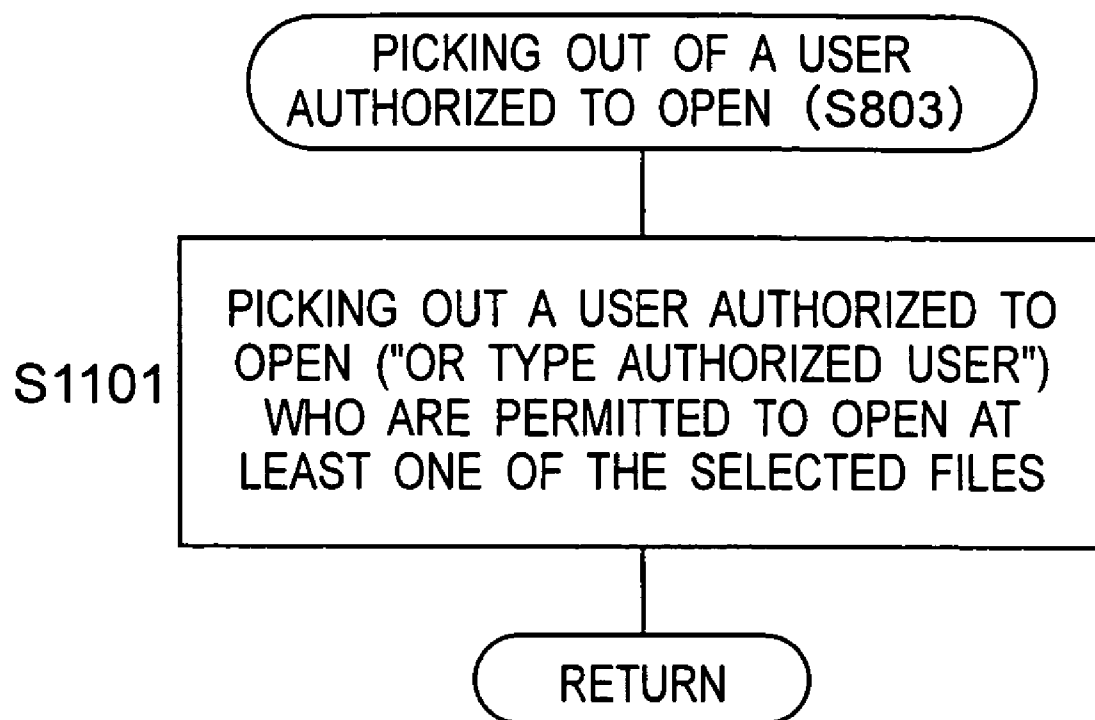 PICKING OUT OF A USER
AUTHORIZED TO OPEN (S803)
S1101
PICKING OUT A USER AUTHORIZED TO
OPEN ("OR TYPE AUTHORIZED USER")
WHO ARE PERMITTED TO OPEN AT
LEAST ONE OF THE SELECTED FILES
RETURN